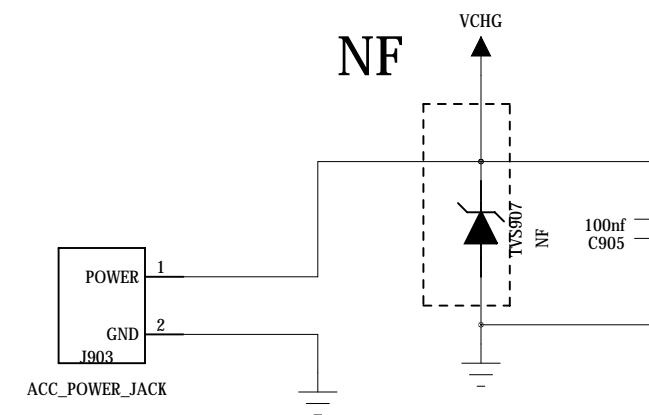 VCHG
NF
TVS907
NF
100nf
C905
POWER
1
GND
2
J903
ACC_POWER_JACK